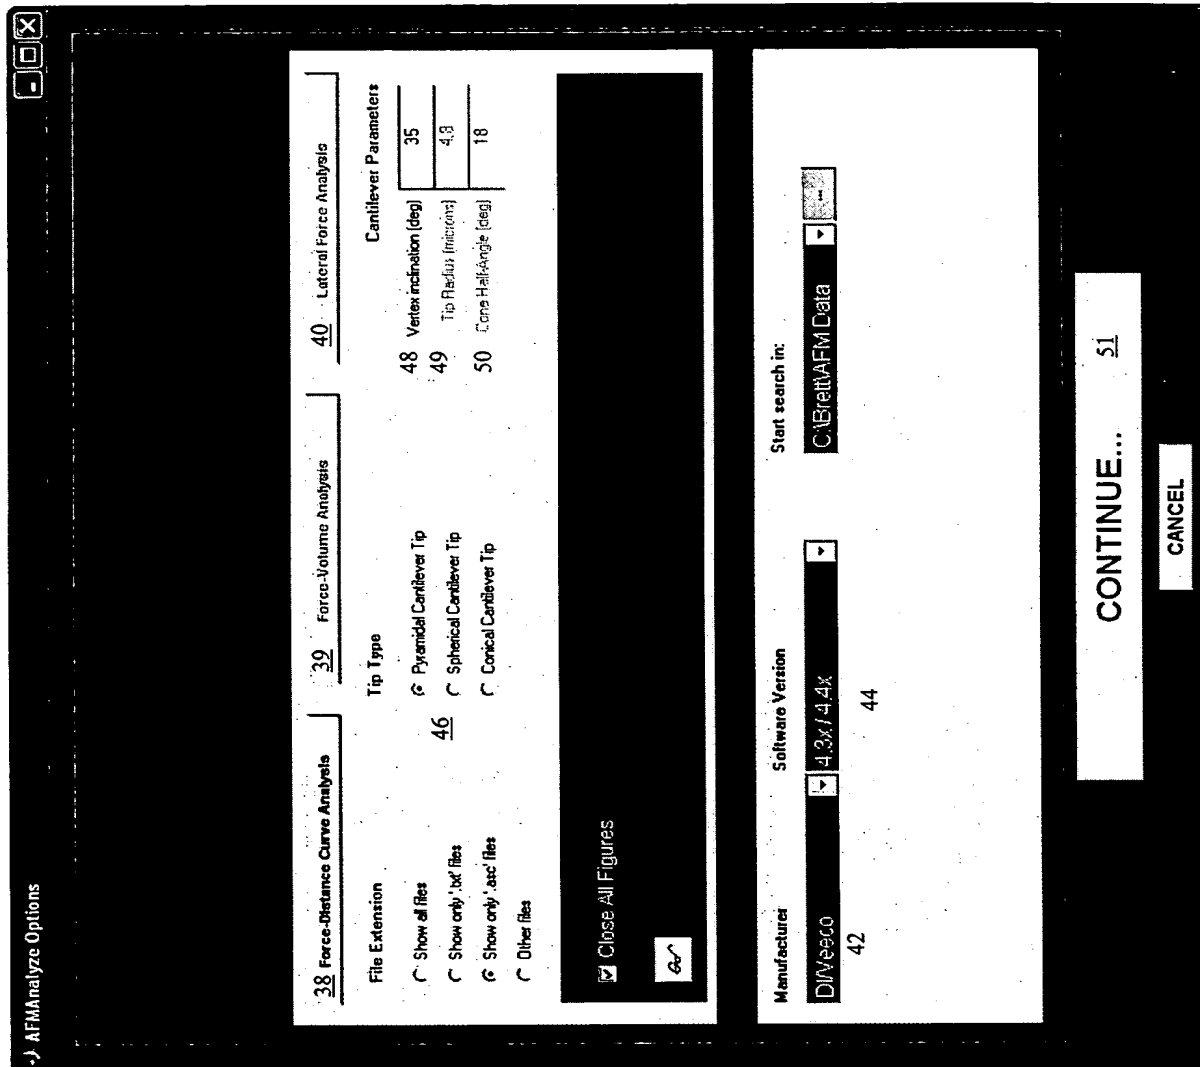 AFMAnalyze Options
38 Force-Distance Curve Analysis
39 Force-Volume Analysis
40 Lateral Force Analysis
File Extension
Show all files
Show only '.txt' files
Show only '.asc' files
Other files
46
Tip Type
Pyramidal Cantilever Tip
Spherical Cantilever Tip
Conical Cantilever Tip
Cantilever Parameters
48 Vertex inclination (deg) 35
49 Tip Radius (microns) 4.8
50 Cone Half-Angle (deg) 18
Close All Figures
Manufacturer
DI/Veeco
42
Software Version
4.3x / 4.4x
44
Start search in:
C:\Brett\AFM Data
...
CONTINUE... 51
CANCEL